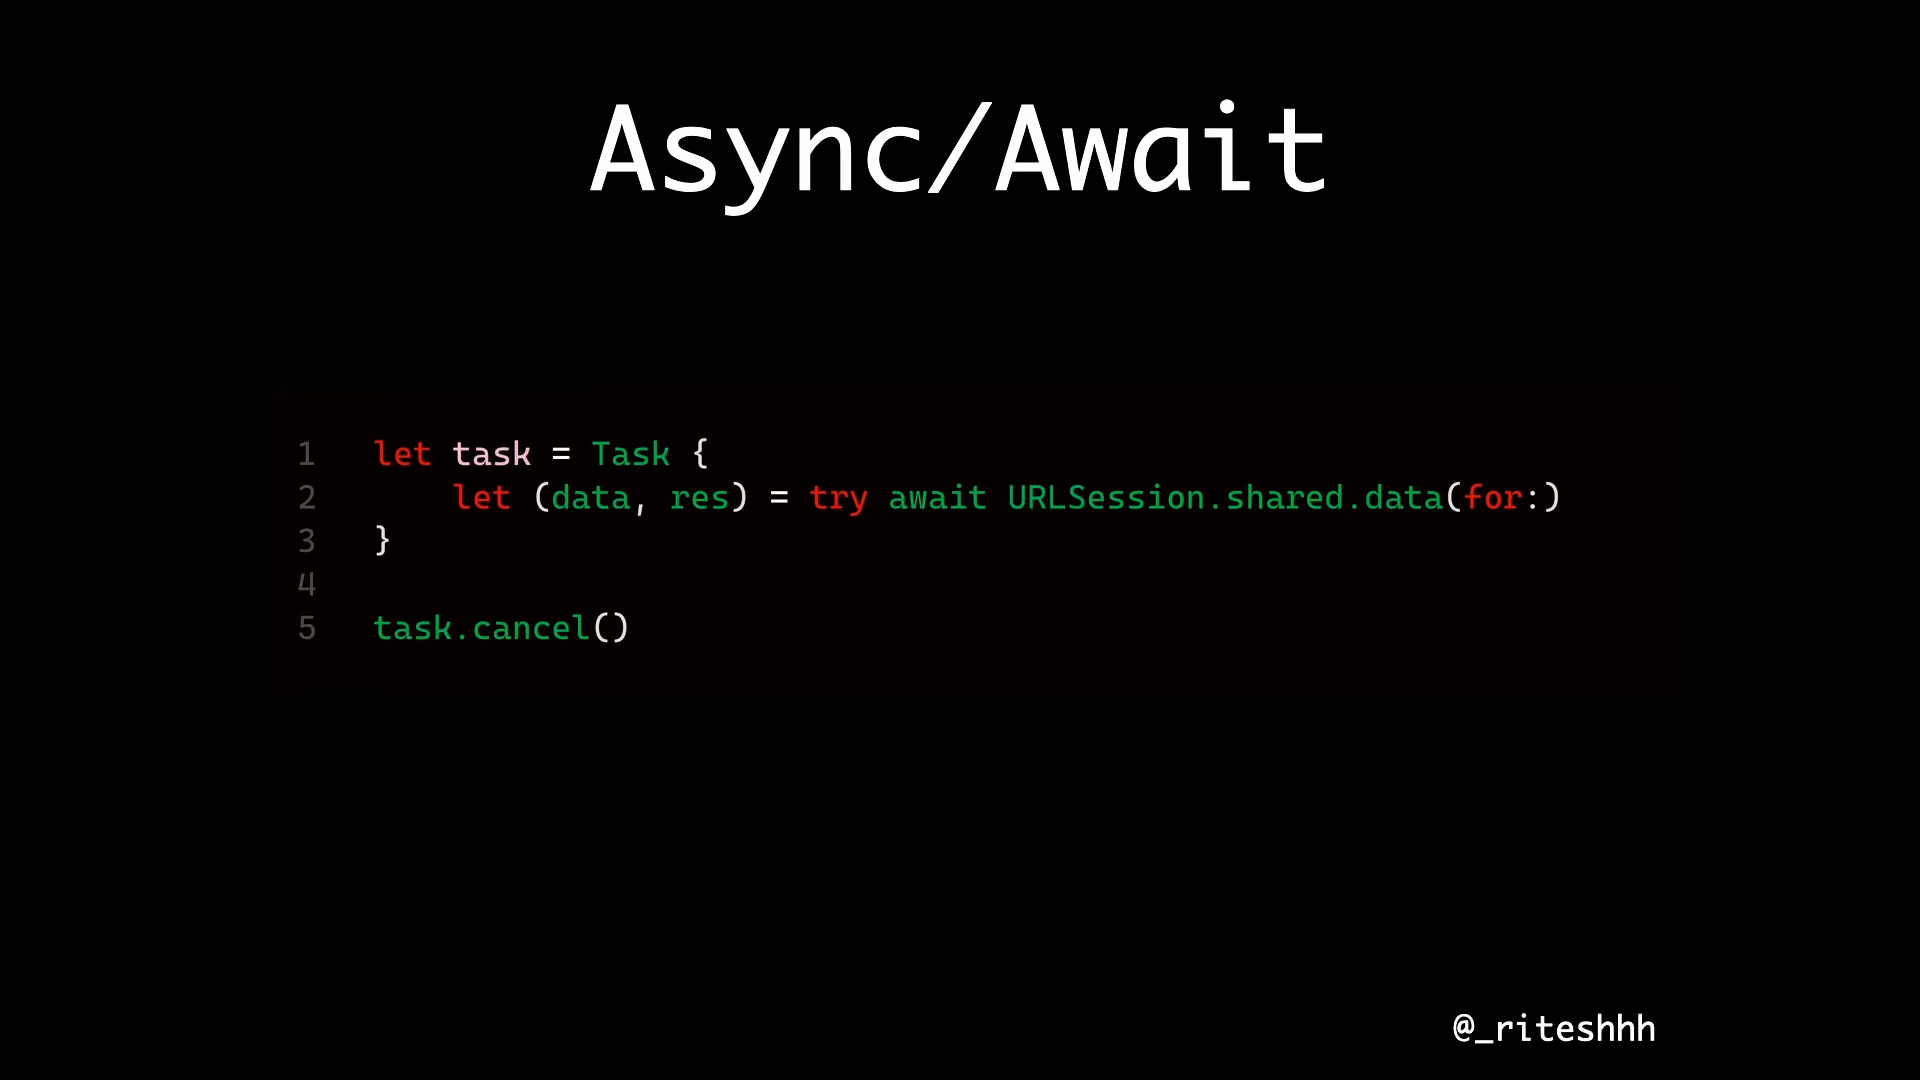 Async/Await
1 let task = Task {
2     let (data, res) = try await URLSession.shared.data(for:)
3 }
4
5 task.cancel()
@_riteshhh